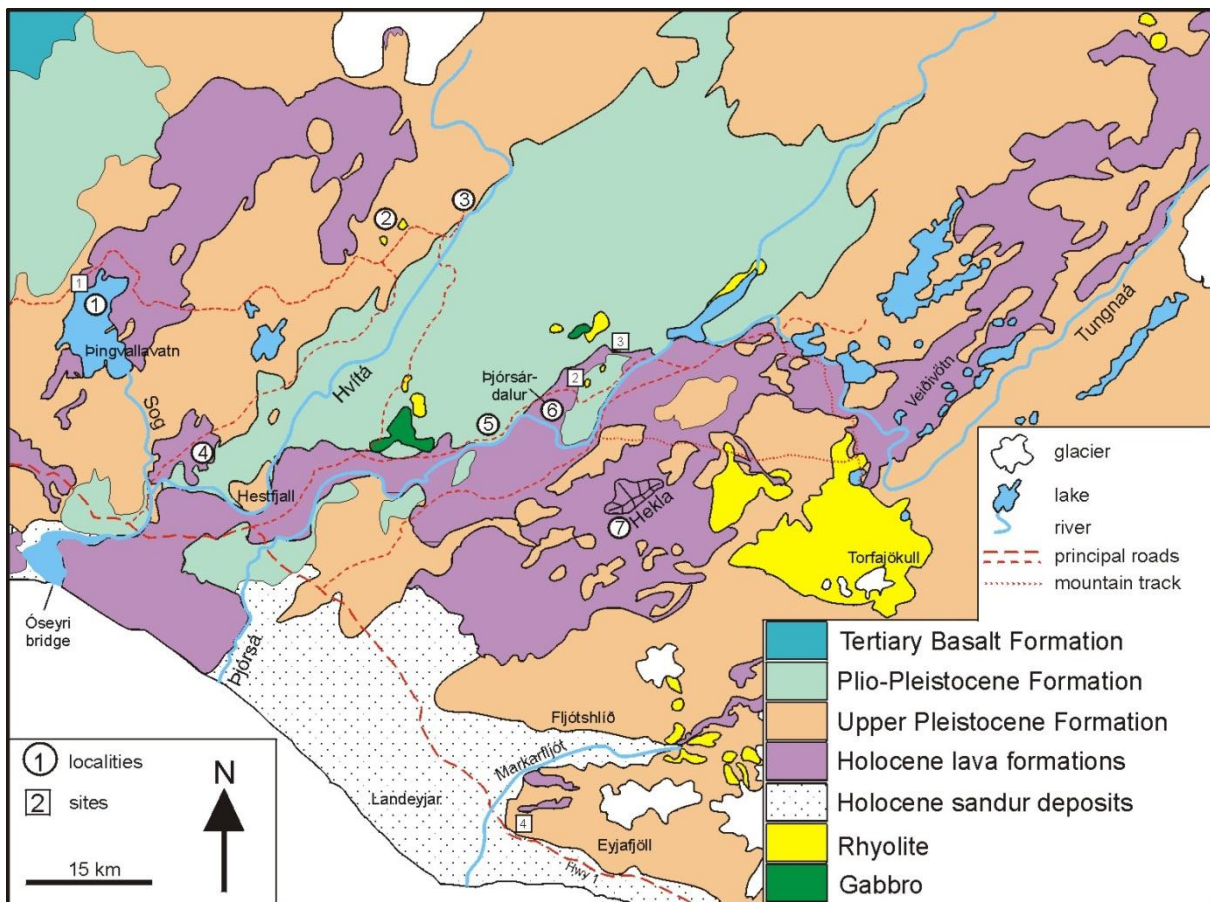 3
2
1
1
Þingvallavatn
Sog
Hvítá
4
Hestfjall
5
Þjórsár-
dalur
6
2
3
Veiðivötn
Tungnaá
Hekla
7
Torfajökull
Óseyri
bridge
Þjórsá
Fljótshlíð
Markarfljót
Landeyjar
4
Eyjafjöll
Hwy 1
glacier
lake
river
principal roads
mountain track
Tertiary Basalt Formation
Plio-Pleistocene Formation
Upper Pleistocene Formation
Holocene lava formations
Holocene sandur deposits
Rhyolite
Gabbro
1 localities
2 sites
N
15 km